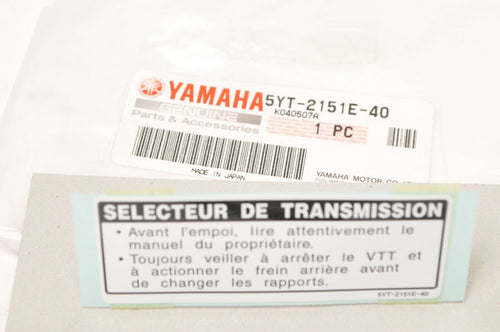 YAMAHA
GENUINE
Parts & Accessories
5YT-2151E-40
K040507A
1 PC
MADE IN JAPAN
YAMAHA MOTOR CO
SELECTEUR DE TRANSMISSION
• Avant l'empoi, lire attentivement le
manuel du propriétaire.
• Toujours veiller à arrêter le VTT et
à actionner le frein arrière avant
de changer les rapports.
5YT-2151E-40